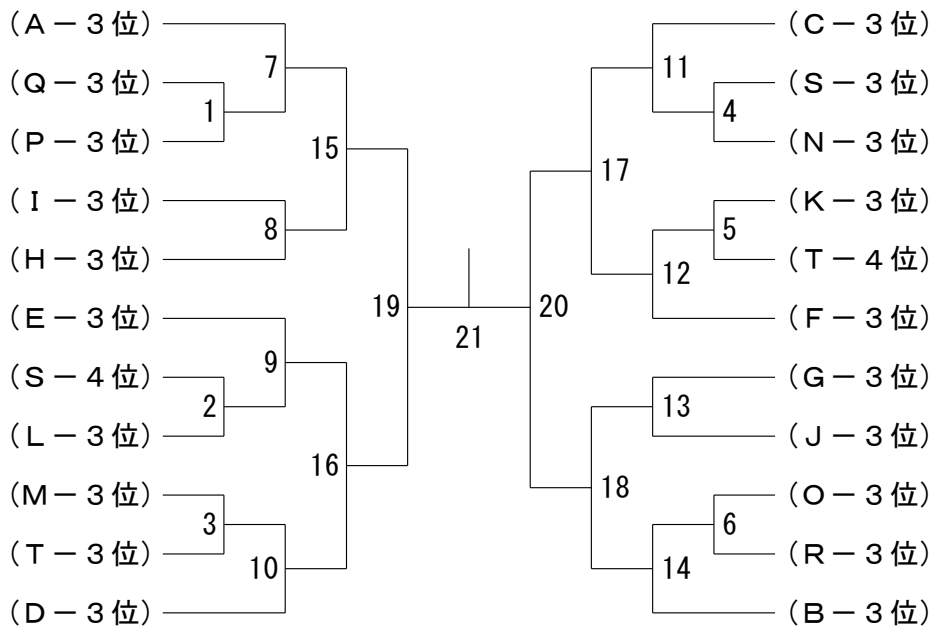 (A－3位)
(Q－3位)
(P－3位)
(I－3位)
(H－3位)
(E－3位)
(S－4位)
(L－3位)
(M－3位)
(T－3位)
(D－3位)
1
2
3
7
8
9
10
15
16
19
21
20
17
18
11
12
13
14
4
5
6
(C－3位)
(S－3位)
(N－3位)
(K－3位)
(T－4位)
(F－3位)
(G－3位)
(J－3位)
(O－3位)
(R－3位)
(B－3位)